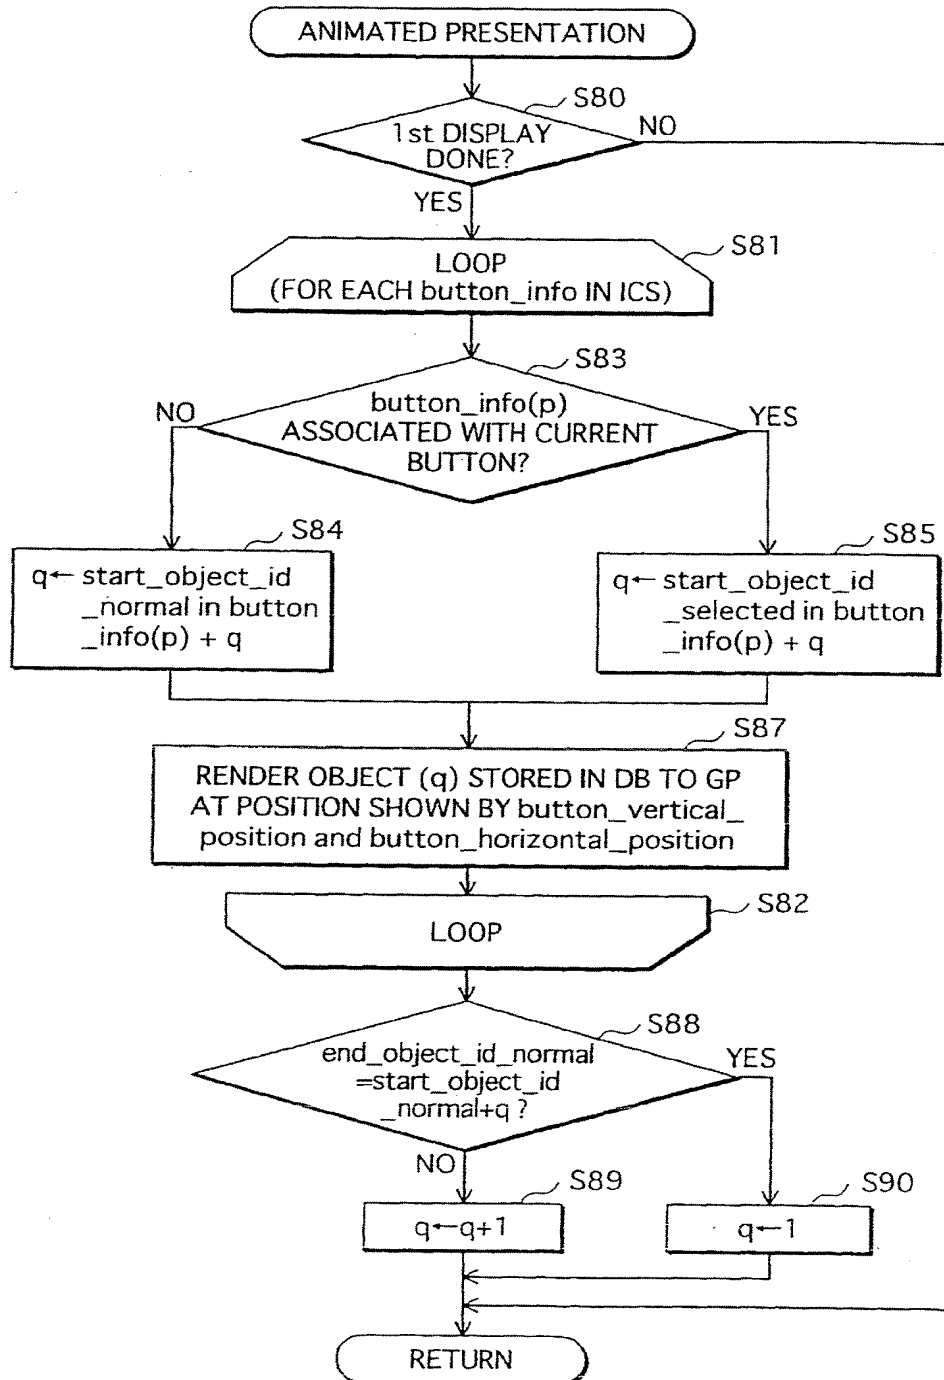 ANIMATED PRESENTATION
S80
1st DISPLAY
DONE?
NO
YES
S81
LOOP
(FOR EACH button_info IN ICS)
S83
button_info(p)
ASSOCIATED WITH CURRENT
BUTTON?
NO
YES
S84
q← start_object_id
_normal in button
_info(p) + q
S85
q← start_object_id
_selected in button
_info(p) + q
S87
RENDER OBJECT (q) STORED IN DB TO GP
AT POSITION SHOWN BY button_vertical_
position and button_horizontal_position
S82
LOOP
S88
end_object_id_normal
=start_object_id
_normal+q ?
YES
NO
S89
q←q+1
S90
q←1
RETURN